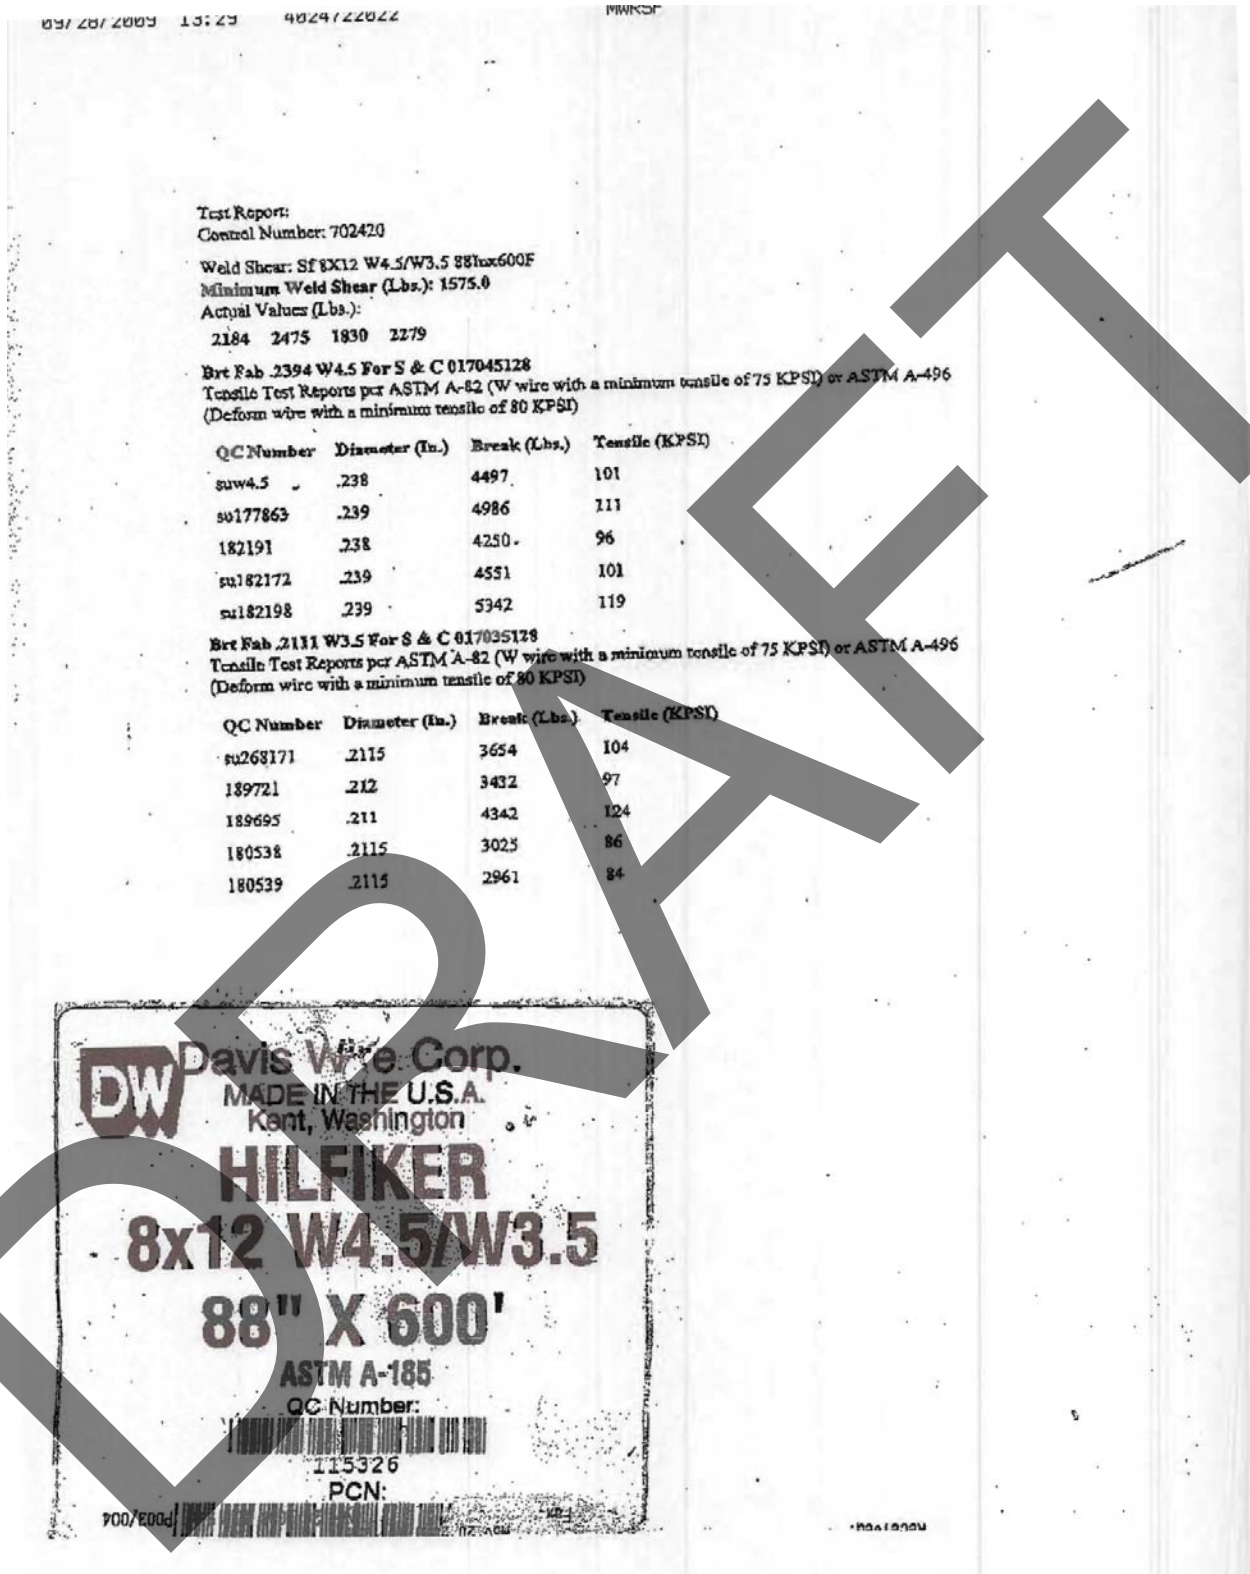 09/28/2009 13:29 4024722022 MWRSF
Test Report:
Control Number: 702420
Weld Shear: Sf 8X12 W4.5/W3.5 88Inx600F
Minimum Weld Shear (Lbs.): 1575.0
Actual Values (Lbs.):
2184 2475 1830 2279
Brt Fab .2394 W4.5 For S & C 017045128
Tensile Test Reports per ASTM A-82 (W wire with a minimum tensile of 75 KPSI) or ASTM A-496
(Deform wire with a minimum tensile of 80 KPSI)
QC Number Diameter (In.) Break (Lbs.) Tensile (KPSI)
suw4.5 .238 4497 101
su177863 .239 4986 111
182191 .238 4250 96
su182172 .239 4551 101
su182198 .239 5342 119
Brt Fab .2111 W3.5 For S & C 017035128
Tensile Test Reports per ASTM A-82 (W wire with a minimum tensile of 75 KPSI) or ASTM A-496
(Deform wire with a minimum tensile of 80 KPSI)
QC Number Diameter (In.) Break (Lbs.) Tensile (KPSI)
su268171 .2115 3654 104
189721 .212 3432 97
189695 .211 4342 124
180538 .2115 3025 86
180539 .2115 2961 84
DRAFT
DW Davis Wire Corp.
MADE IN THE U.S.A.
Kent, Washington
HILFIKER
8x12 W4.5/W3.5
88" X 600'
ASTM A-185
QC Number:
115326
PCN:
P003/004